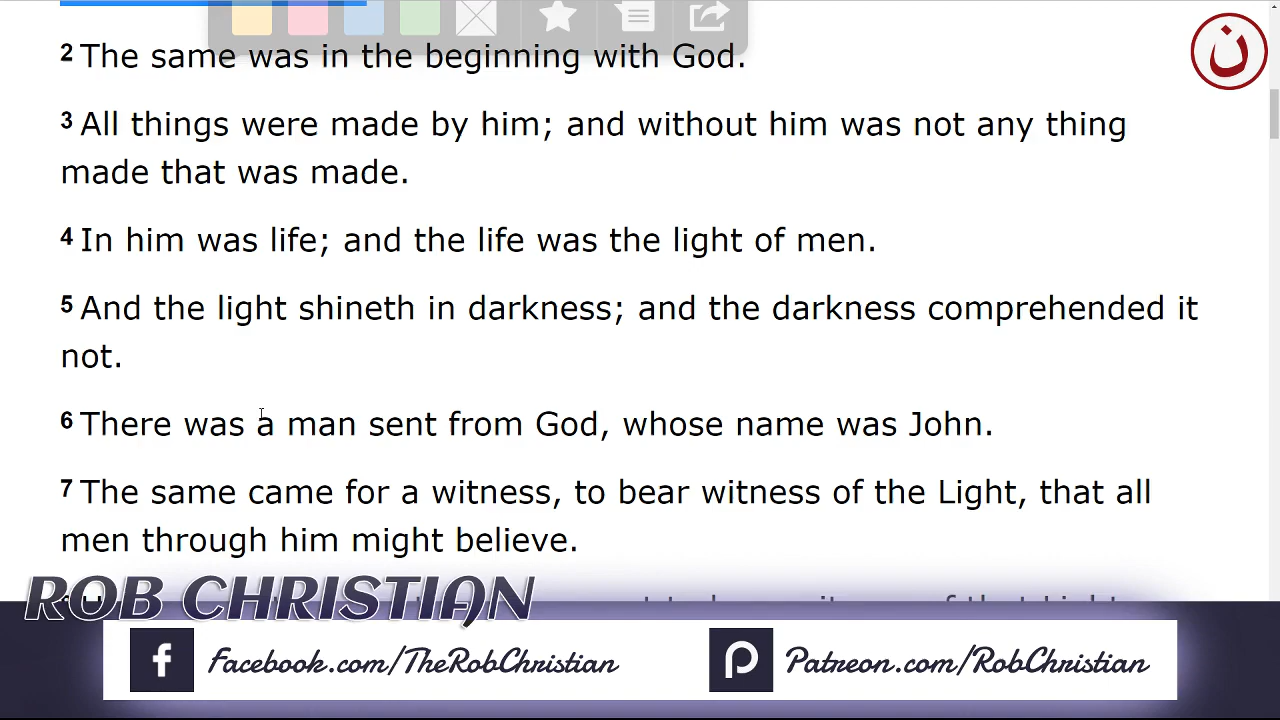 ن
2 The same was in the beginning with God.
3 All things were made by him; and without him was not any thing
made that was made.
4 In him was life; and the life was the light of men.
5 And the light shineth in darkness; and the darkness comprehended it
not.
6 There was a man sent from God, whose name was John.
7 The same came for a witness, to bear witness of the Light, that all
men through him might believe.
ROB CHRISTIAN
Facebook.com/TheRobChristian
Patreon.com/RobChristian